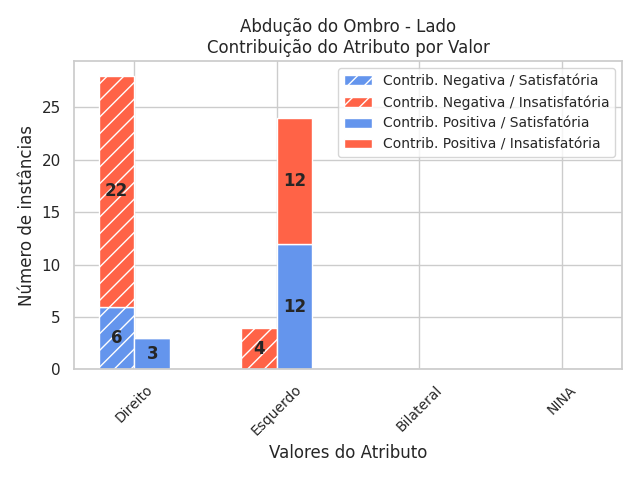 Abdução do Ombro - Lado
Contribuição do Atributo por Valor
Contrib. Negativa / Satisfatória
Contrib. Negativa / Insatisfatória
Contrib. Positiva / Satisfatória
Contrib. Positiva / Insatisfatória
Número de instâncias
25
20
15
10
5
0
22
6
3
4
12
12
Direito
Esquerdo
Bilateral
NINA
Valores do Atributo